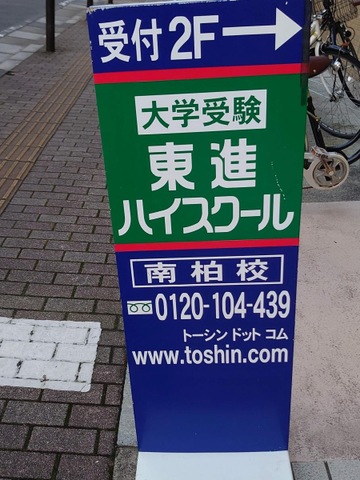 受付2F→
大学受験
東進
ハイスクール
南柏校
0120-104-439
トーシン ドット コム
www.toshin.com